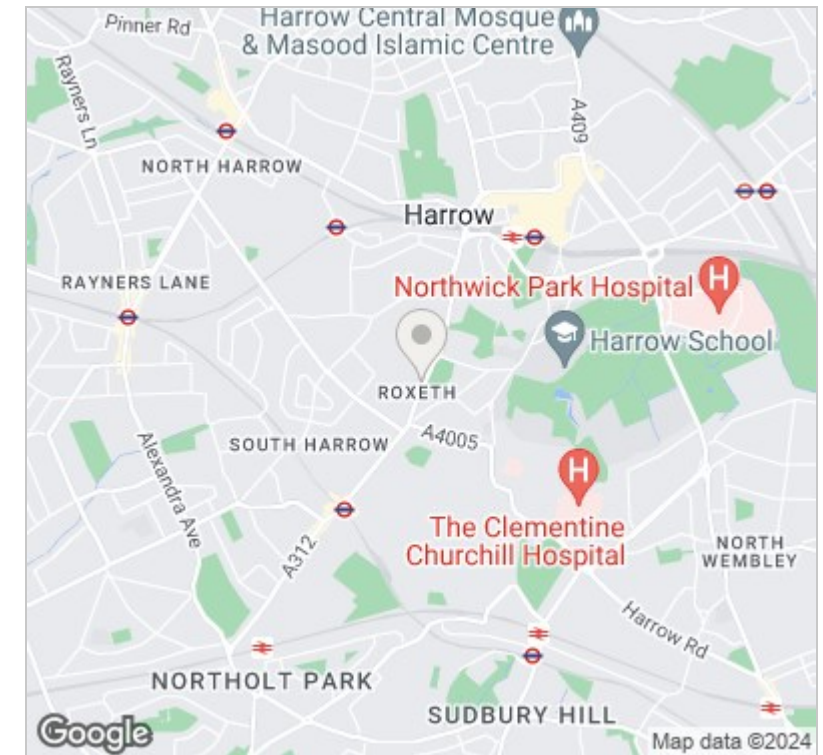 Harrow Central Mosque
& Masood Islamic Centre
Pinner Rd
Rayners Ln
A409
NORTH HARROW
Harrow
RAYNERS LANE
Northwick Park Hospital
H
Harrow School
ROXETH
SOUTH HARROW
A4005
Alexandra Ave
H
The Clementine
Churchill Hospital
A312
NORTH
WEMBLEY
Harrow Rd
NORTHOLT PARK
SUDBURY HILL
Google
Map data ©2024